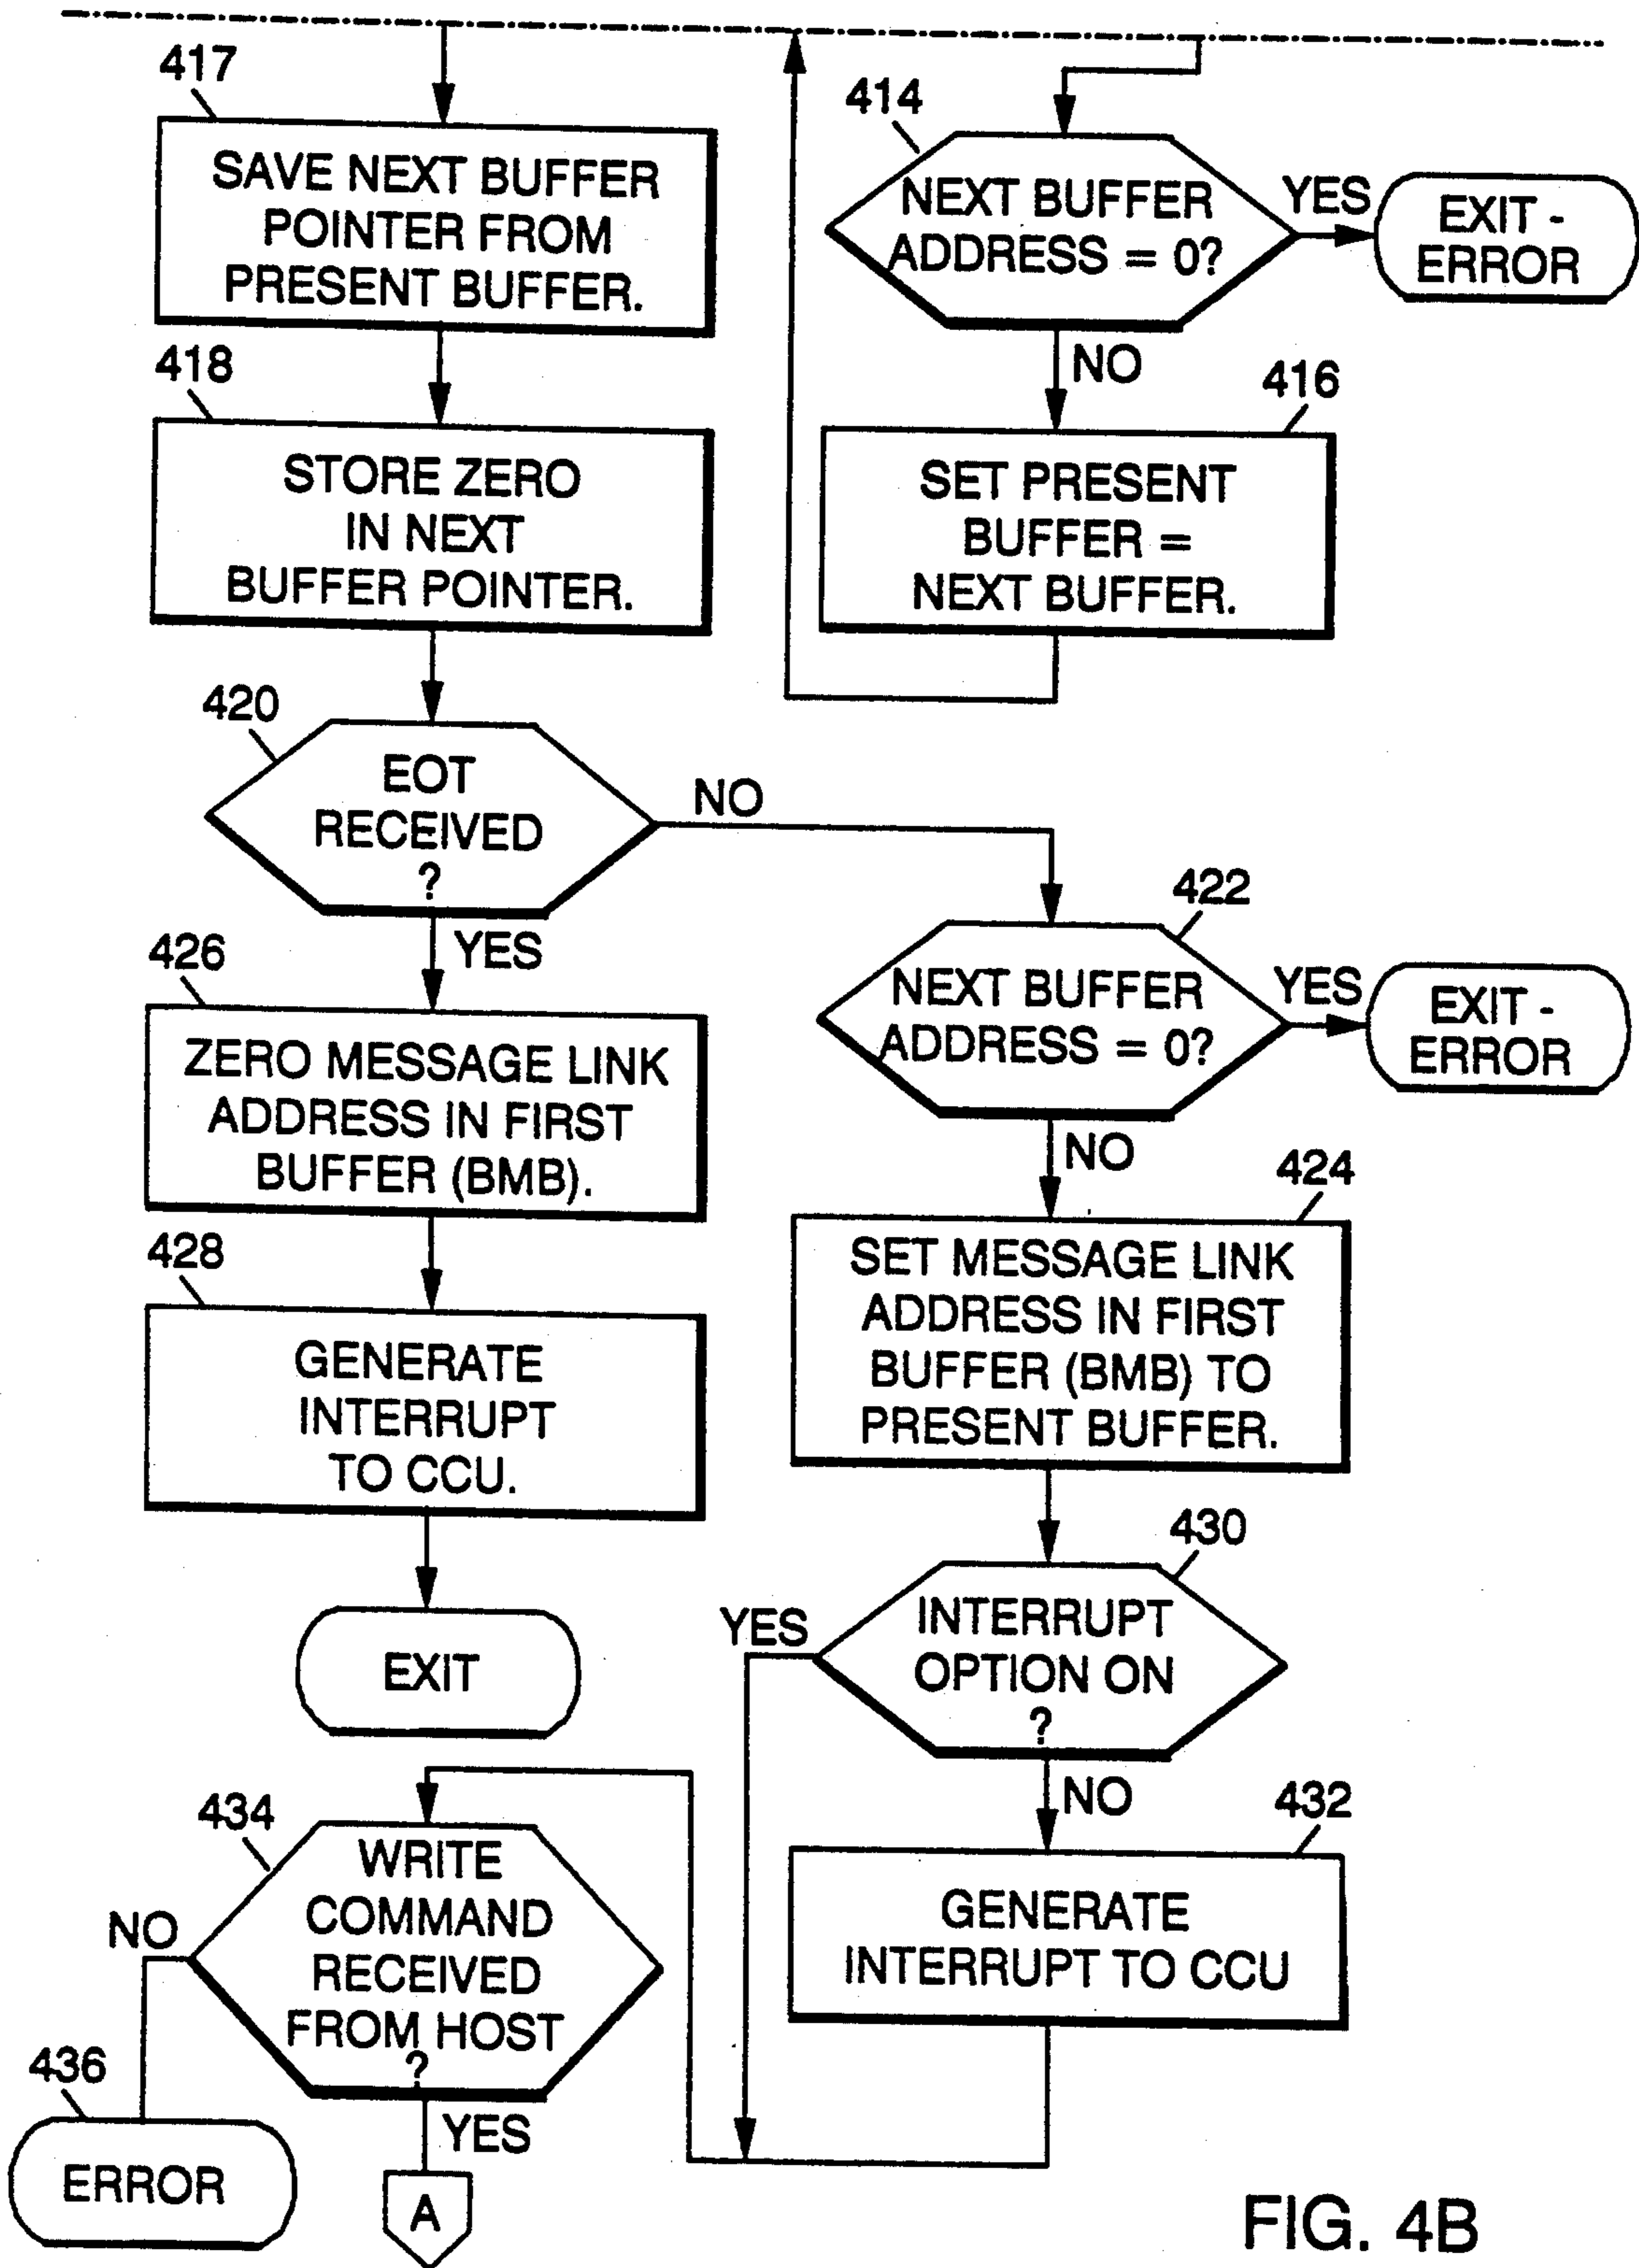 417
SAVE NEXT BUFFER
POINTER FROM
PRESENT BUFFER.
414
NEXT BUFFER
ADDRESS = 0?
YES
EXIT -
ERROR
NO
418
STORE ZERO
IN NEXT
BUFFER POINTER.
416
SET PRESENT
BUFFER =
NEXT BUFFER.
420
EOT
RECEIVED
?
NO
YES
422
NEXT BUFFER
ADDRESS = 0?
YES
EXIT -
ERROR
NO
426
ZERO MESSAGE LINK
ADDRESS IN FIRST
BUFFER (BMB).
424
SET MESSAGE LINK
ADDRESS IN FIRST
BUFFER (BMB) TO
PRESENT BUFFER.
428
GENERATE
INTERRUPT
TO CCU.
EXIT
430
INTERRUPT
OPTION ON
?
YES
NO
432
GENERATE
INTERRUPT TO CCU
434
WRITE
COMMAND
RECEIVED
FROM HOST
?
NO
YES
436
ERROR
A
FIG. 4B